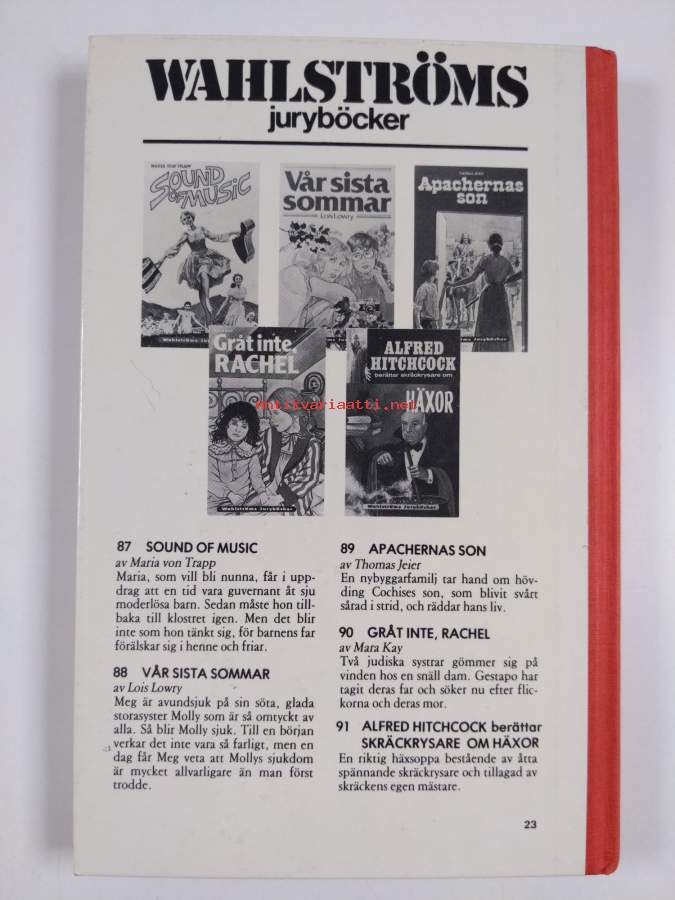 WAHLSTRÖMS
juryböcker
SOUND
OF MUSIC
Wahlströms
Vår sista
sommar
Lois Lowry
Apachernas
son
Juryböcker
Gråt inte,
RACHEL
Wahlströms Juryböcker
ALFRED
HITCHCOCK
berättar skräckrysare om
HÄXOR
Wahlströms Juryböcker
antikvariaatti.net
87 SOUND OF MUSIC
av Maria von Trapp
Maria, som vill bli nunna, får i upp-
drag att en tid vara guvernant åt sju
moderlösa barn. Sedan måste hon till-
baka till klostret igen. Men det blir
inte som hon tänkt sig, för barnens far
förälskar sig i henne och friar.
88 VÅR SISTA SOMMAR
av Lois Lowry
Meg är avundsjuk på sin söta, glada
storasyster Molly som är så omtyckt av
alla. Så blir Molly sjuk. Till en början
verkar det inte vara så farligt, men en
dag får Meg veta att Mollys sjukdom
är mycket allvarligare än man först
trodde.
89 APACHERNAS SON
av Thomas Jeier
En nybyggarfamilj tar hand om höv-
ding Cochises son, som blivit svårt
sårad i strid, och räddar hans liv.
90 GRÅT INTE, RACHEL
av Mara Kay
Två judiska systrar gömmer sig på
vinden hos en snäll dam. Gestapo har
tagit deras far och söker nu efter flic-
korna och deras mor.
91 ALFRED HITCHCOCK berättar
SKRÄCKRYSARE OM HÄXOR
En riktig häxsoppa bestående av åtta
spännande skräckrysare och tillagad av
skräckens egen mästare.
23